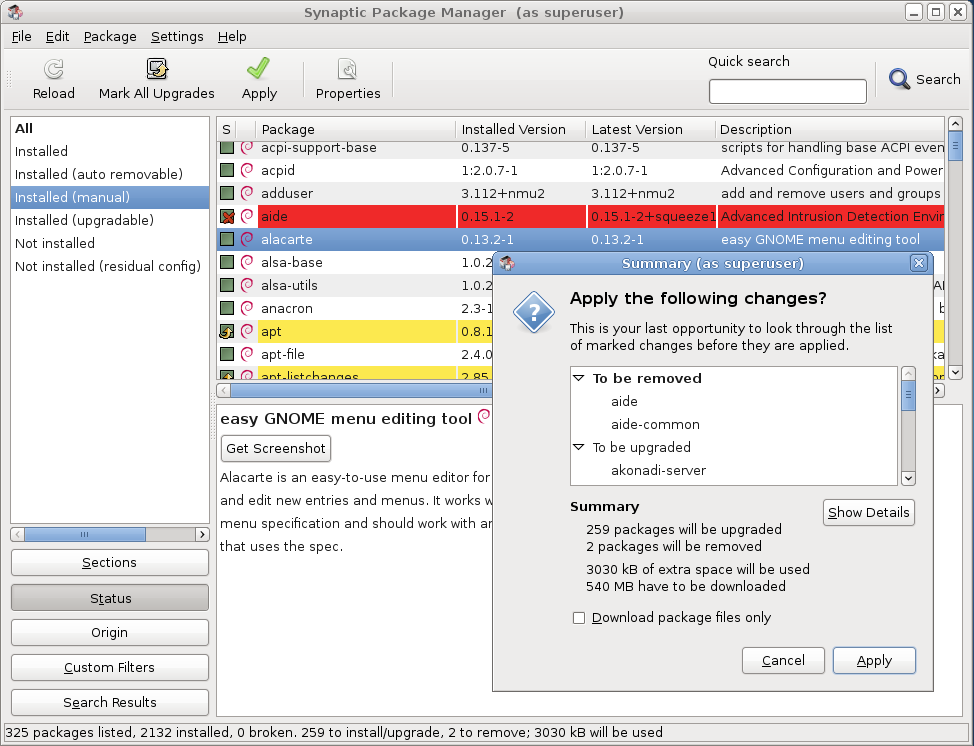 Synaptic Package Manager (as superuser)
File Edit Package Settings Help
Reload
Mark All Upgrades
Apply
Properties
Quick search
Search
All
Installed
Installed (auto removable)
Installed (manual)
Installed (upgradable)
Not installed
Not installed (residual config)
S Package Installed Version Latest Version Description
acpi-support-base 0.137-5 0.137-5 scripts for handling base ACPI even
acpid 1:2.0.7-1 1:2.0.7-1 Advanced Configuration and Power
adduser 3.112+nmu2 3.112+nmu2 add and remove users and groups
aide 0.15.1-2 0.15.1-2+squeeze1 Advanced Intrusion Detection Envir
alacarte 0.13.2-1 0.13.2-1 easy GNOME menu editing tool
alsa-base 1.0.2
alsa-utils 1.0.2
anacron 2.3-1
apt 0.8.1
apt-file 2.4.0
apt-listchanges 2.85
easy GNOME menu editing tool
Get Screenshot
Alacarte is an easy-to-use menu editor for
and edit new entries and menus. It works w
menu specification and should work with an
that uses the spec.
Sections
Status
Origin
Custom Filters
Search Results
Summary (as superuser)
Apply the following changes?
This is your last opportunity to look through the list
of marked changes before they are applied.
To be removed
aide
aide-common
To be upgraded
akonadi-server
Summary
Show Details
259 packages will be upgraded
2 packages will be removed
3030 kB of extra space will be used
540 MB have to be downloaded
Download package files only
Cancel
Apply
325 packages listed, 2132 installed, 0 broken. 259 to install/upgrade, 2 to remove; 3030 kB will be used